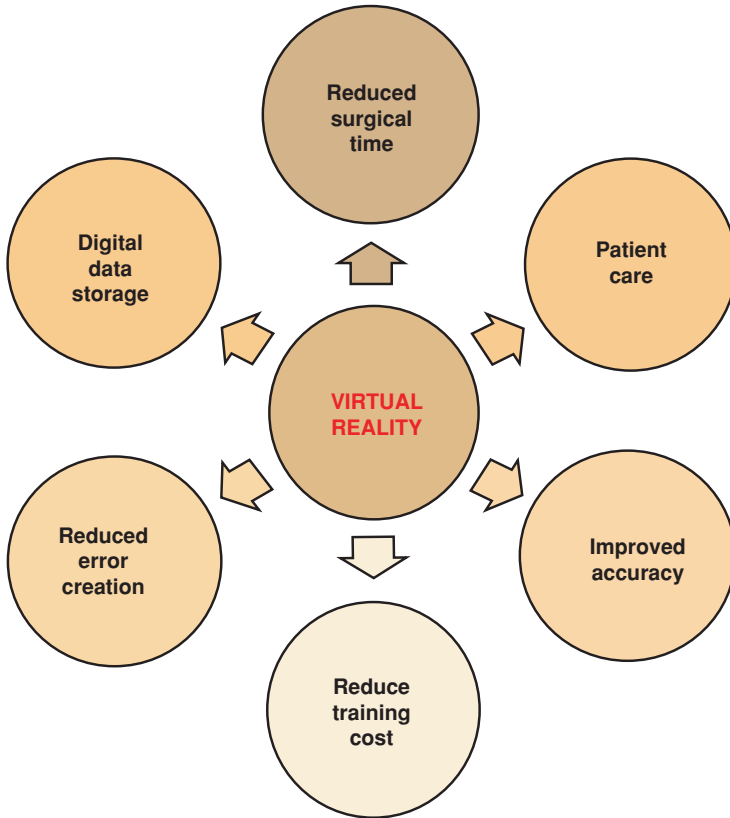 Reduced
surgical
time
Digital
data
storage
Patient
care
VIRTUAL
REALITY
Reduced
error
creation
Improved
accuracy
Reduce
training
cost